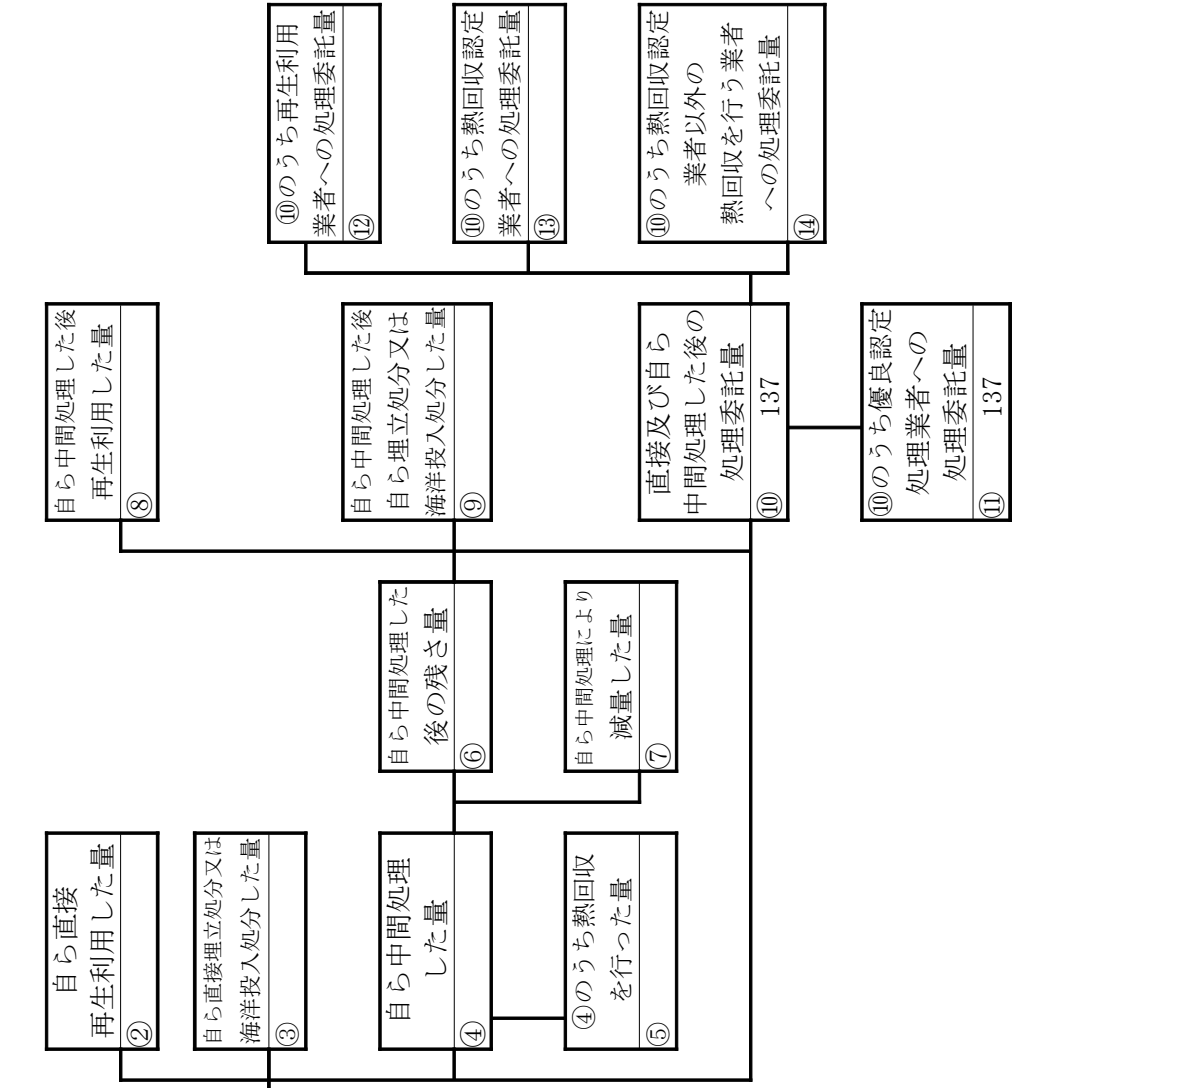 自ら直接
再生利用した量
②
自ら直接埋立処分又は
海洋投入処分した量
③
自ら中間処理
した量
④
④のうち熱回収
を行った量
⑤
自ら中間処理した
後の残さ量
⑥
自ら中間処理により
減量した量
⑦
自ら中間処理した後
再生利用した量
⑧
自ら中間処理した後
自ら埋立処分又は
海洋投入処分した量
⑨
直接及び自ら
中間処理した後の
処理委託量
⑩ 137
⑩のうち優良認定
処理業者への
処理委託量
⑪ 137
⑩のうち再生利用
業者への処理委託量
⑫
⑩のうち熱回収認定
業者への処理委託量
⑬
⑩のうち熱回収認定
業者以外の
熱回収を行う業者
への処理委託量
⑭